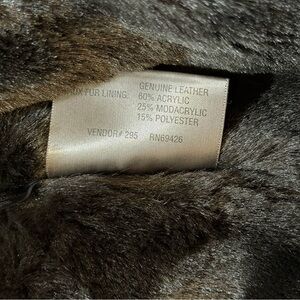 GENUINE LEATHER
UX FUR LINING: 60% ACRYLIC
25% MODACRYLIC
15% POLYESTER
VENDOR# 295 RN69426